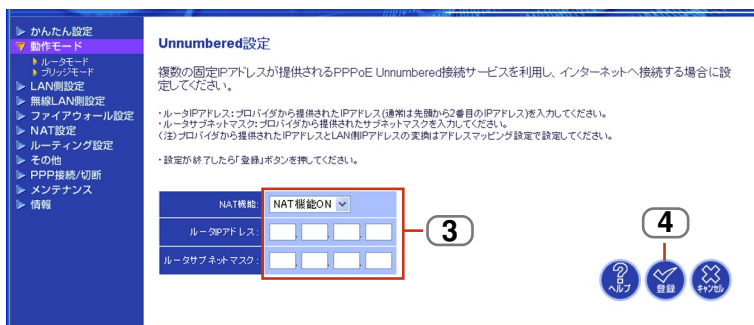 かんたん設定
動作モード
ルータモード
ブリッジモード
LAN側設定
無線LAN側設定
ファイアウォール設定
NAT設定
ルーティング設定
その他
PPP接続/切断
メンテナンス
情報
Unnumbered設定
複数の固定IPアドレスが提供されるPPPoE Unnumbered接続サービスを利用し、インターネットへ接続する場合に設
定してください。
・ルータIPアドレス:プロバイダから提供されたIPアドレス(通常は先頭から2番目のIPアドレス)を入力してください。
・ルータサブネットマスク:プロバイダから提供されたサブネットマスクを入力してください。
(注)プロバイダから提供されたIPアドレスとLAN側IPアドレスの変換はアドレスマッピング設定で設定してください。
・設定が終了したら「登録」ボタンを押してください。
NAT機能:
NAT機能ON
ルータIPアドレス:
. . .
ルータサブネットマスク:
. . .
3
4
?
ヘルプ
登録
キャンセル